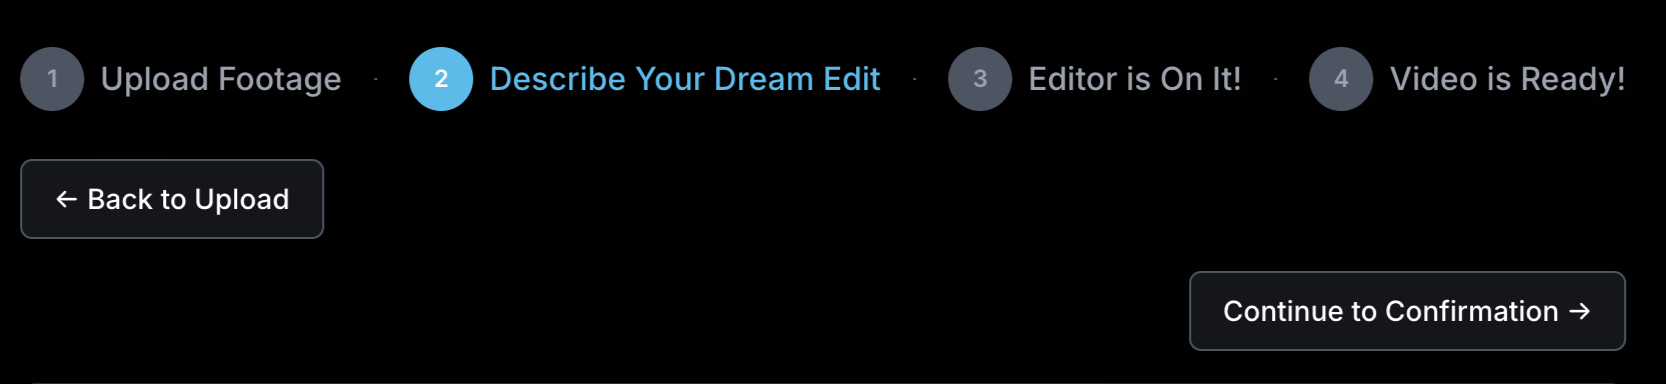 1 Upload Footage · 2 Describe Your Dream Edit · 3 Editor is On It! · 4 Video is Ready!
← Back to Upload
Continue to Confirmation →